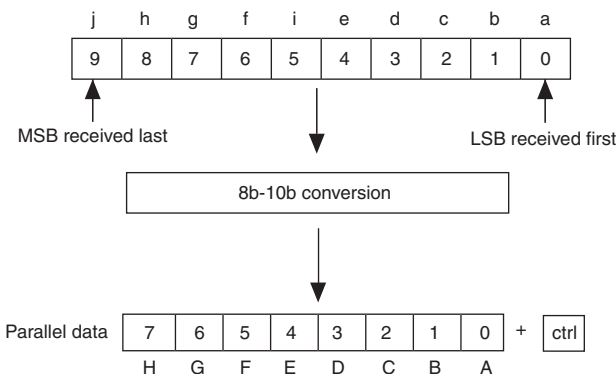 j h g f i e d c b a
9 8 7 6 5 4 3 2 1 0
MSB received last LSB received first
8b-10b conversion
Parallel data 7 6 5 4 3 2 1 0 + ctrl
H G F E D C B A